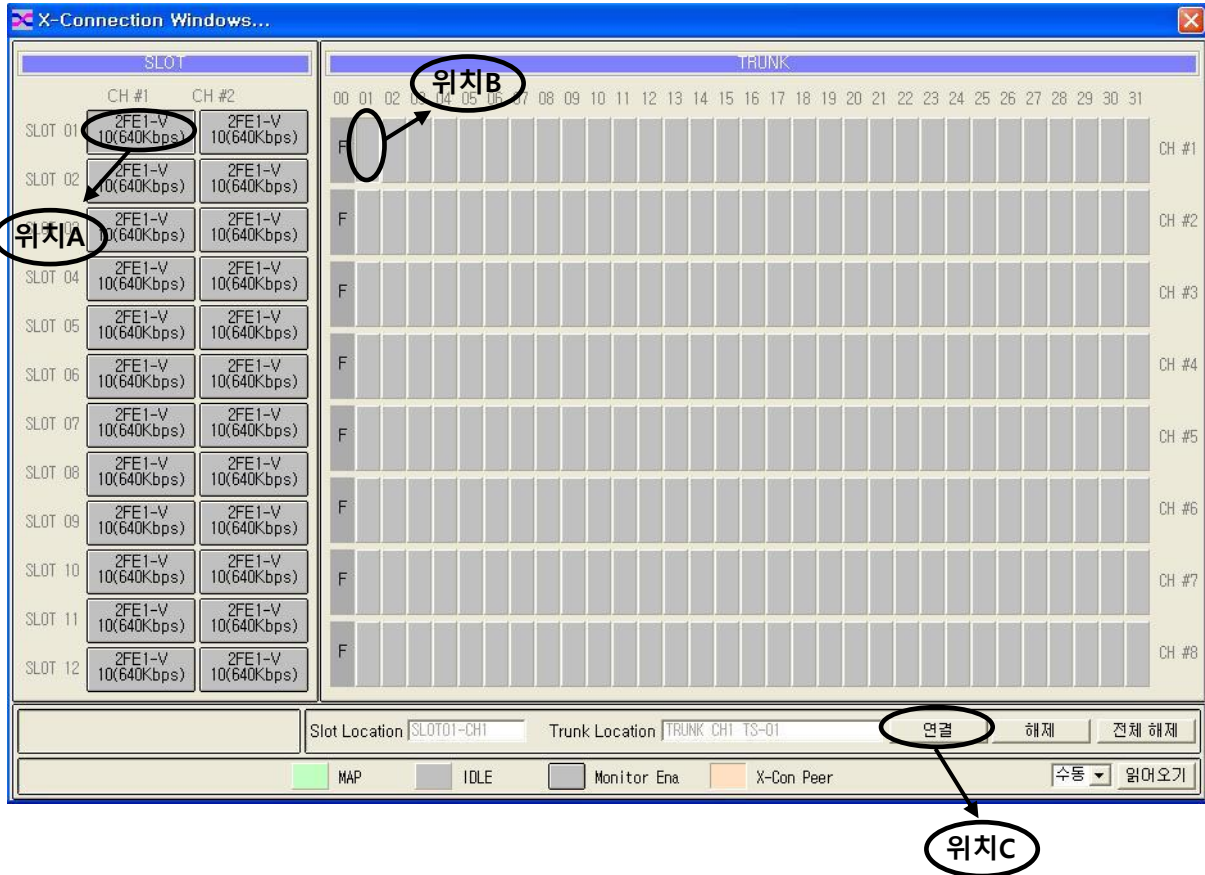 X-Connection Windows...
SLOT
TRUNK
CH #1 CH #2
위치B
00 01 02 03 04 05 06 07 08 09 10 11 12 13 14 15 16 17 18 19 20 21 22 23 24 25 26 27 28 29 30 31
SLOT 01 2FE1-V 10(640Kbps) 2FE1-V 10(640Kbps)
SLOT 02 2FE1-V 10(640Kbps) 2FE1-V 10(640Kbps)
위치A
SLOT 03 2FE1-V 10(640Kbps) 2FE1-V 10(640Kbps)
SLOT 04 2FE1-V 10(640Kbps) 2FE1-V 10(640Kbps)
SLOT 05 2FE1-V 10(640Kbps) 2FE1-V 10(640Kbps)
SLOT 06 2FE1-V 10(640Kbps) 2FE1-V 10(640Kbps)
SLOT 07 2FE1-V 10(640Kbps) 2FE1-V 10(640Kbps)
SLOT 08 2FE1-V 10(640Kbps) 2FE1-V 10(640Kbps)
SLOT 09 2FE1-V 10(640Kbps) 2FE1-V 10(640Kbps)
SLOT 10 2FE1-V 10(640Kbps) 2FE1-V 10(640Kbps)
SLOT 11 2FE1-V 10(640Kbps) 2FE1-V 10(640Kbps)
SLOT 12 2FE1-V 10(640Kbps) 2FE1-V 10(640Kbps)
F CH #1
F CH #2
F CH #3
F CH #4
F CH #5
F CH #6
F CH #7
F CH #8
Slot Location SLOT01-CH1 Trunk Location TRUNK CH1 TS-01 연결 해제 전체 해제
MAP IDLE Monitor Ena X-Con Peer 수동 읽어오기
위치C